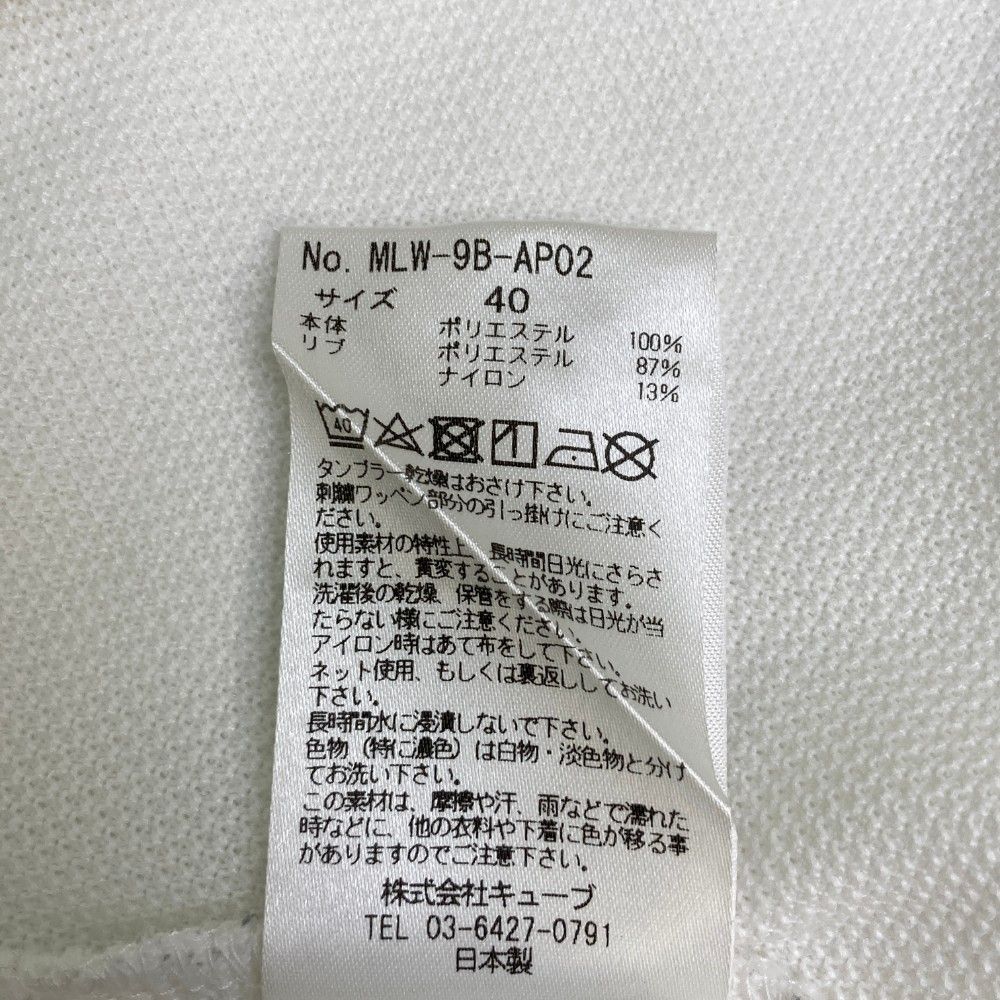 No. MLW-9B-AP02
サイズ 40
本体 ポリエステル 100%
リブ ポリエステル 87%
ナイロン 13%
40
タンブラー乾燥はおさけ下さい。
刺繍ワッペン部分の引っ掛けにご注意く
ださい。
使用素材の特性上、長時間日光にさらさ
れますと、黄変することがあります。
洗濯後の乾燥、保管をする際は日光が当
たらない様にご注意ください。
アイロン時はあて布をして下さい。
ネット使用、もしくは裏返ししてお洗い
下さい。
長時間水に浸漬しないで下さい。
色物（特に濃色）は白物・淡色物と分け
てお洗い下さい。
この素材は、摩擦や汗、雨などで濡れた
時などに、他の衣料や下着に色が移る事
がありますのでご注意下さい。
株式会社キューブ
TEL 03-6427-0791
日本製